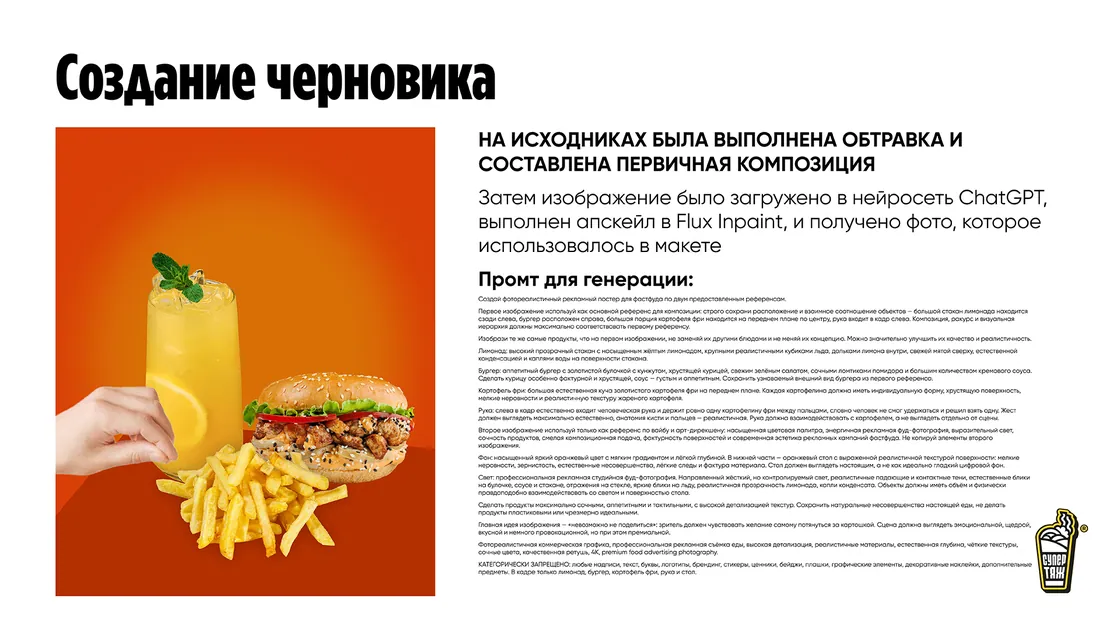 Создание черновика
НА ИСХОДНИКАХ БЫЛА ВЫПОЛНЕНА ОБТРАВКА И
СОСТАВЛЕНА ПЕРВИЧНАЯ КОМПОЗИЦИЯ
Затем изображение было загружено в нейросеть ChatGPT,
выполнен апскейл в Flux Inpaint, и получено фото, которое
использовалось в макете
Промт для генерации:
Создай фотореалистичный рекламный постер для фастфуда по двум предоставленным референсам.
Первое изображение используй как основной референс для композиции: строго сохрани расположение и взаимное соотношение объектов – большой стакан лимонада находится
сзади слева, бургер расположен справа, большая порция картофеля фри находится на переднем плане по центру, рука входит в кадр слева. Композиция, ракурс и визуальная
иерархия должны максимально соответствовать первому референсу.
Изобрази те же самые продукты, что на первом изображении, не заменяй их другими блюдами и не меняй их концепцию. Можно значительно улучшить их качество и реалистичность.
Лимонад: высокий прозрачный стакан с насыщенным жёлтым лимонадом, крупными реалистичными кубиками льда, дольками лимона внутри, свежей мятой сверху, естественной
конденсацией и каплями воды на поверхности стакана.
Бургер: аппетитный бургер с золотистой булочкой с кунжутом, хрустящей курицей, свежим зелёным салатом, сочными ломтиками помидора и большим количеством кремового соуса.
Сделать курицу особенно фактурной и хрустящей, соус – густым и аппетитным. Сохранить узнаваемый внешний вид бургера из первого референса.
Картофель фри: большая естественная куча золотистого картофеля фри на переднем плане. Каждая картофелина должна иметь индивидуальную форму, хрустящую поверхность,
мелкие неровности и реалистичную текстуру жареного картофеля.
Рука: слева в кадр естественно входит человеческая рука и держит ровно одну картофелину фри между пальцами, словно человек не смог удержаться и решил взять одну. Жест
должен выглядеть максимально естественно, анатомия кисти и пальцев – реалистичная. Рука должна взаимодействовать с картофелем, а не выглядеть отдельно от сцены.
Второе изображение используй только как референс по вайбу и арт-дирекшену: насыщенная цветовая палитра, энергичная рекламная фуд-фотография, выразительный свет,
сочность продуктов, смелая композиционная подача, фактурность поверхностей и современная эстетика рекламных кампаний фастфуда. Не копируй элементы второго
изображения.
Фон: насыщенный яркий оранжевый цвет с мягким градиентом и лёгкой глубиной. В нижней части – оранжевый стол с выраженной реалистичной текстурой поверхности: мелкие
неровности, зернистость, естественные несовершенства, лёгкие следы и фактура материала. Стол должен выглядеть настоящим, а не как идеально гладкий цифровой фон.
Свет: профессиональная рекламная студийная фуд-фотография. Направленный жёсткий, но контролируемый свет, реалистичные падающие и контактные тени, естественные блики
на булочке, соусе и стакане, отражения на стекле, яркие блики на льду, реалистичная прозрачность лимонада, капли конденсата. Объекты должны иметь объём и физически
правдоподобно взаимодействовать со светом и поверхностью стола.
Сделать продукты максимально сочными, аппетитными и тактильными, с высокой детализацией текстур. Сохранить натуральные несовершенства настоящей еды, не делать
продукты пластиковыми или чрезмерно идеальными.
Главная идея изображения – «невозможно не поделиться»: зритель должен чувствовать желание самому потянуться за картошкой. Сцена должна выглядеть эмоциональной, щедрой,
вкусной и немного провокационной, но при этом премиальной.
Фотореалистичная коммерческая графика, профессиональная рекламная съёмка еды, высокая детализация, реалистичные материалы, естественная глубина, чёткие текстуры,
сочные цвета, качественная ретушь, 4K, premium food advertising photography.
КАТЕГОРИЧЕСКИ ЗАПРЕЩЕНО: любые надписи, текст, буквы, логотипы, брендинг, стикеры, ценники, бейджи, плашки, графические элементы, декоративные наклейки, дополнительные
предметы. В кадре только лимонад, бургер, картофель фри, рука и стол.
СУПЕР
ТЯЖ
®